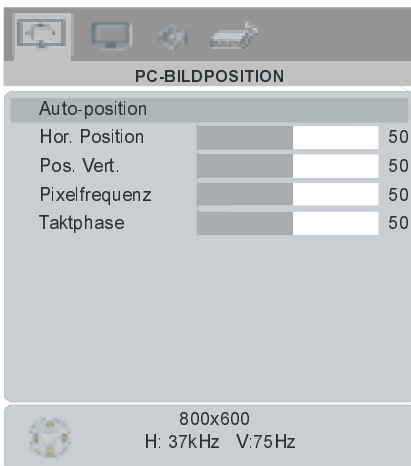 PC-BILDPOSITION
Auto-position
Hor. Position 50
Pos. Vert. 50
Pixelfrequenz 50
Taktphase 50
800x600
H: 37kHz V:75Hz